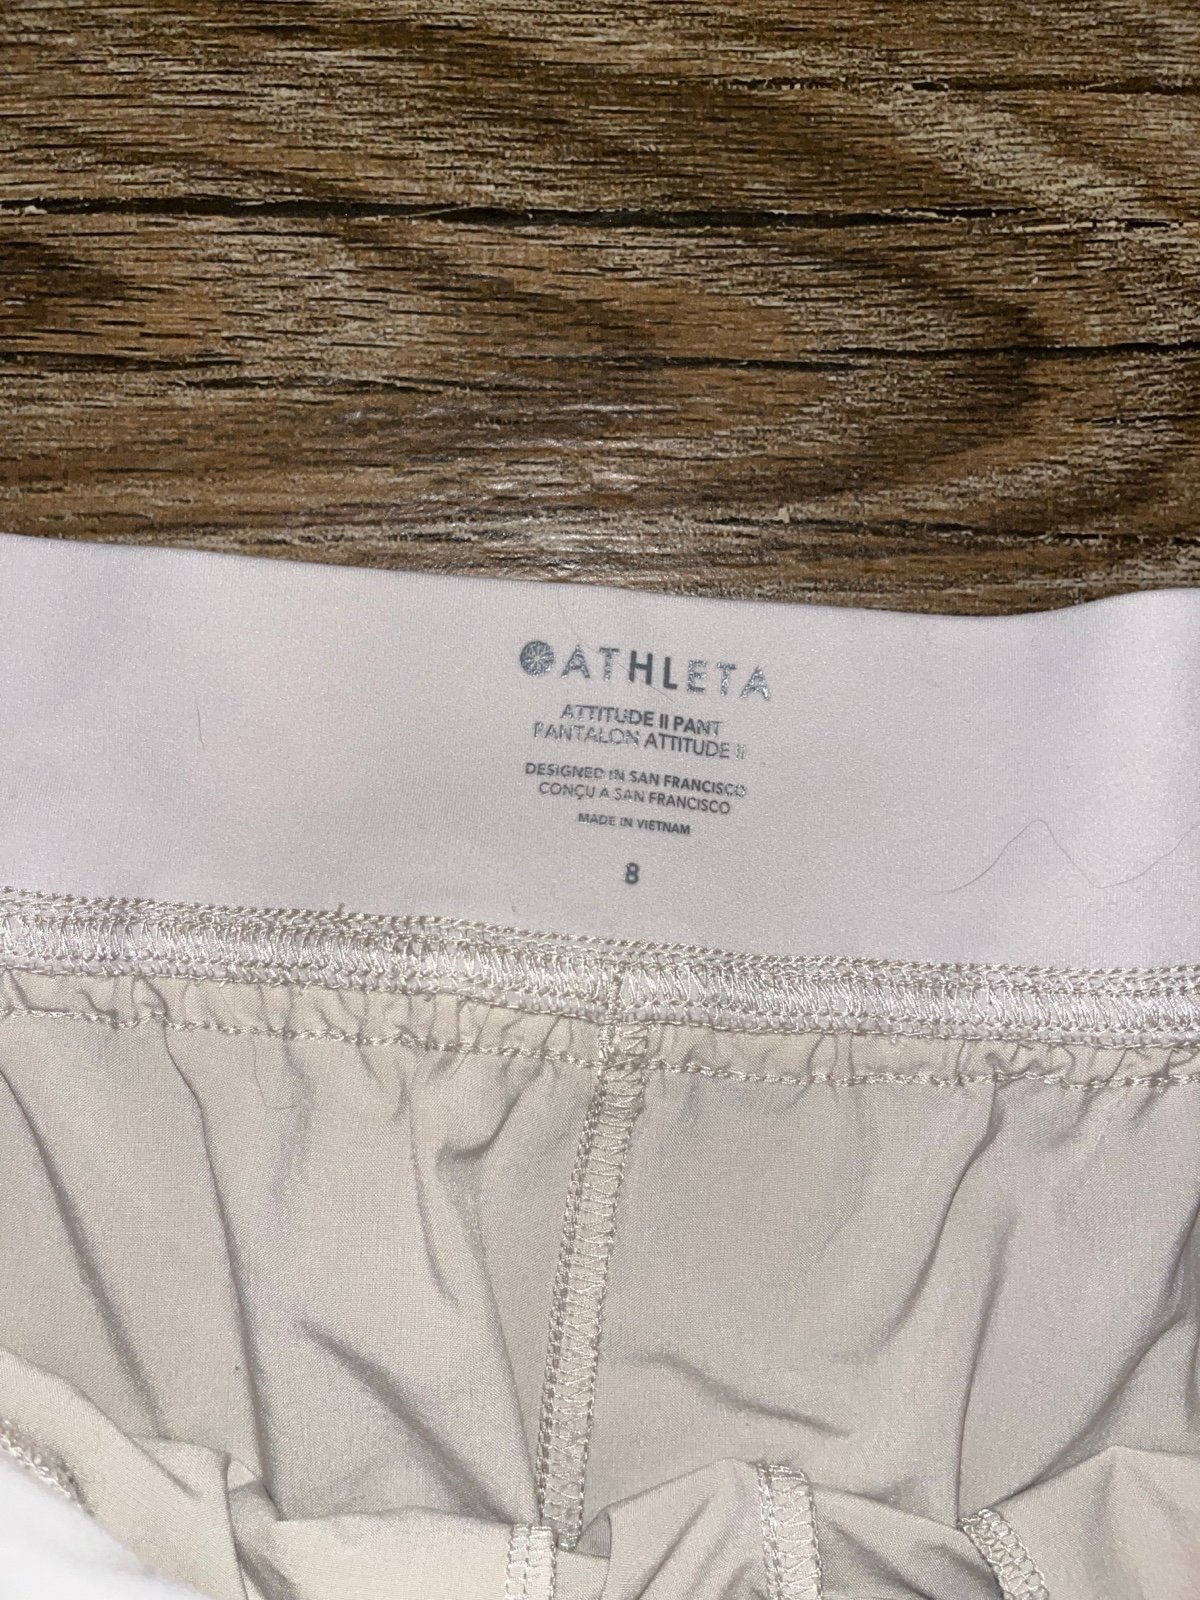 ATHLETA
ATTITUDE II PANT
PANTALON ATTITUDE II
DESIGNED IN SAN FRANCISCO
CONÇU A SAN FRANCISCO
MADE IN VIETNAM
8